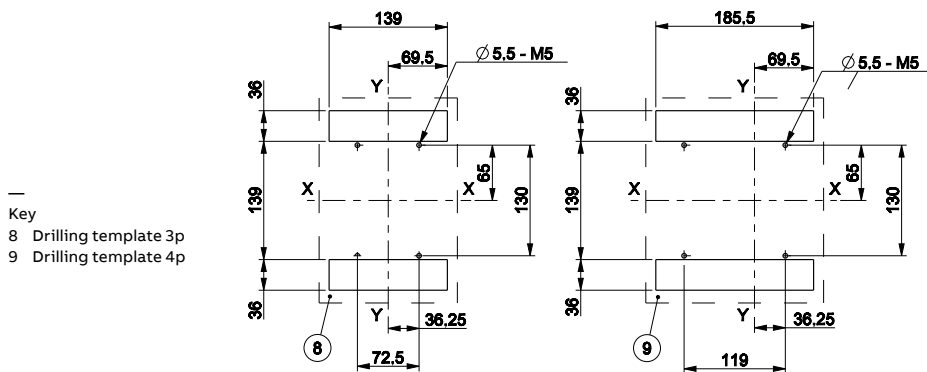 —
Key
8 Drilling template 3p
9 Drilling template 4p
139
69,5
Ø 5,5 - M5
Y
36
139
36
X
X
65
130
Y
36,25
72,5
8
185,5
69,5
Ø 5,5 - M5
Y
36
139
36
X
X
65
130
Y
36,25
119
9